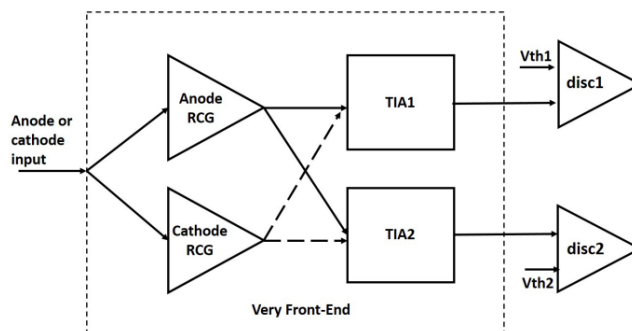 Anode or
cathode
input
Anode
RCG
Cathode
RCG
TIA1
TIA2
Very Front-End
Vth1
disc1
disc2
Vth2